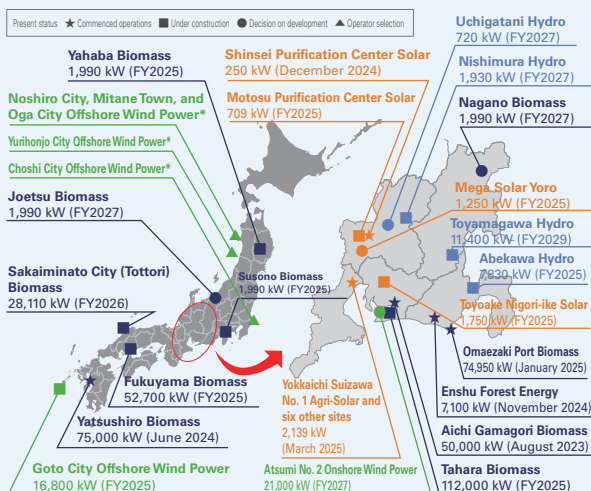 Present status ★ Commenced operations ■ Under construction ● Decision on development ▲ Operator selection
Yahaba Biomass
1,990 kW (FY2025)
Noshiro City, Mitane Town, and
Oga City Offshore Wind Power*
Yurihonjo City Offshore Wind Power*
Choshi City Offshore Wind Power*
Joetsu Biomass
1,990 kW (FY2027)
Sakaiminato City (Tottori)
Biomass
28,110 kW (FY2026)
Shinsei Purification Center Solar
250 kW (December 2024)
Motosu Purification Center Solar
709 kW (FY2025)
Uchigatani Hydro
720 kW (FY2027)
Nishimura Hydro
1,930 kW (FY2027)
Nagano Biomass
1,990 kW (FY2027)
Mega Solar Yoro
1,250 kW (FY2025)
Toyamagawa Hydro
11,400 kW (FY2029)
Abekawa Hydro
7830 kW (FY2025)
Toyoake Nigori-ike Solar
1,750 kW (FY2025)
Susono Biomass
1,990 kW (FY2025)
Omaezaki Port Biomass
74,950 kW (January 2025)
Enshu Forest Energy
7,100 kW (November 2024)
Aichi Gamagori Biomass
50,000 kW (August 2023)
Tahara Biomass
112,000 kW (FY2025)
Fukuyama Biomass
52,700 kW (FY2025)
Yatsushiro Biomass
75,000 kW (June 2024)
Yokkaichi Suizawa
No. 1 Agri-Solar and
six other sites
2,139 kW
(March 2025)
Goto City Offshore Wind Power
16,800 kW (FY2025)
Atsumi No. 2 Onshore Wind Power
21,000 kW (FY2027)